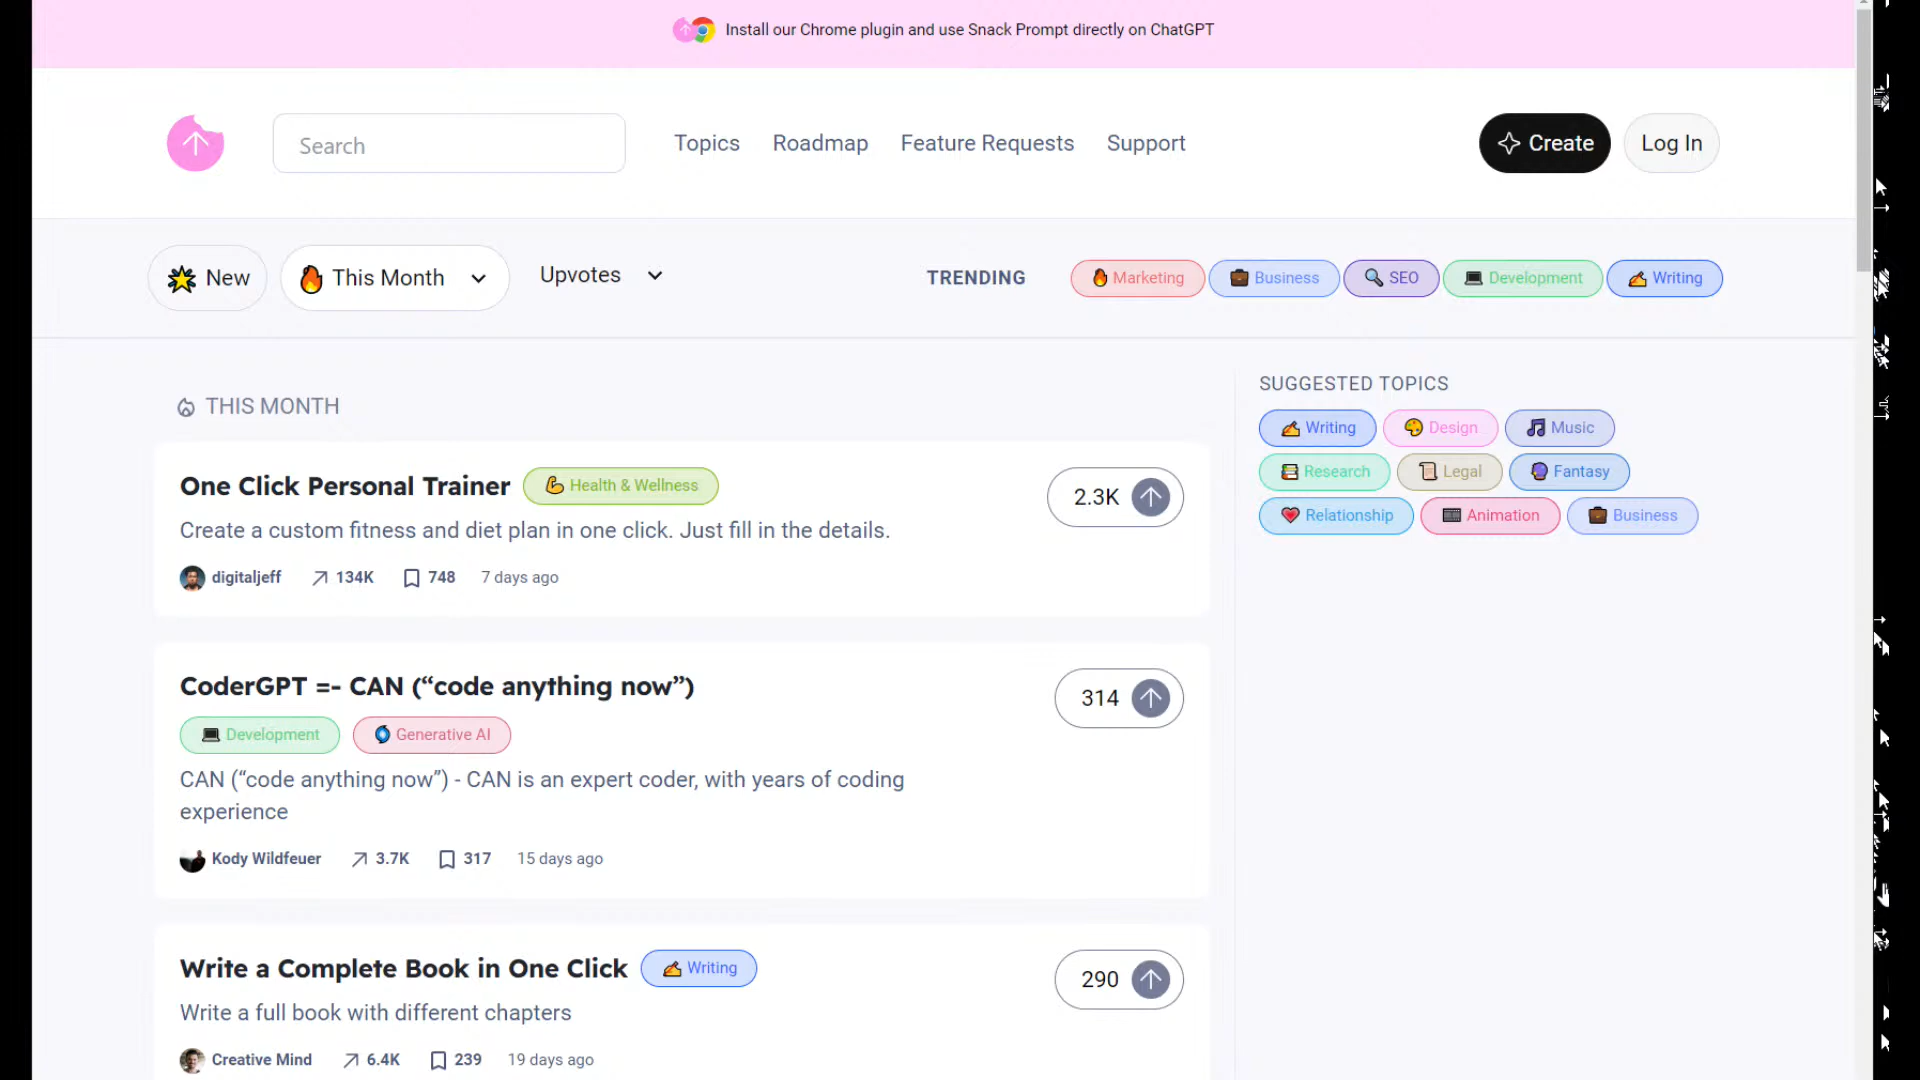 Install our Chrome plugin and use Snack Prompt directly on ChatGPT
Search
Topics
Roadmap
Feature Requests
Support
Create
Log In
New
This Month
Upvotes
TRENDING
Marketing
Business
SEO
Development
Writing
THIS MONTH
One Click Personal Trainer
Health & Wellness
2.3K
Create a custom fitness and diet plan in one click. Just fill in the details.
digitaljeff
134K
748
7 days ago
CoderGPT =- CAN (“code anything now”)
314
Development
Generative AI
CAN (“code anything now”) - CAN is an expert coder, with years of coding
experience
Kody Wildfeuer
3.7K
317
15 days ago
Write a Complete Book in One Click
Writing
290
Write a full book with different chapters
Creative Mind
6.4K
239
19 days ago
SUGGESTED TOPICS
Writing
Design
Music
Research
Legal
Fantasy
Relationship
Animation
Business